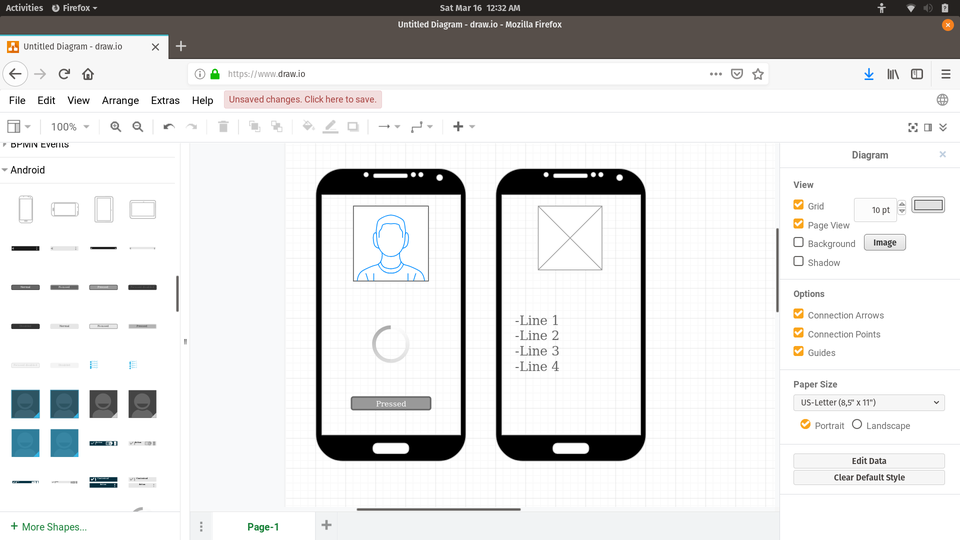 Activities
Firefox
Sat Mar 16 12:32 AM
Untitled Diagram - draw.io - Mozilla Firefox
Untitled Diagram - draw.io
https://www.draw.io
File Edit View Arrange Extras Help
Unsaved changes. Click here to save.
100%
BPMN Events
Android
Diagram
View
Grid
10 pt
Page View
Background
Image
Shadow
Options
Connection Arrows
Connection Points
Guides
Paper Size
US-Letter (8,5" x 11")
Portrait
Landscape
Edit Data
Clear Default Style
Pressed
-Line 1
-Line 2
-Line 3
-Line 4
+ More Shapes...
Page-1